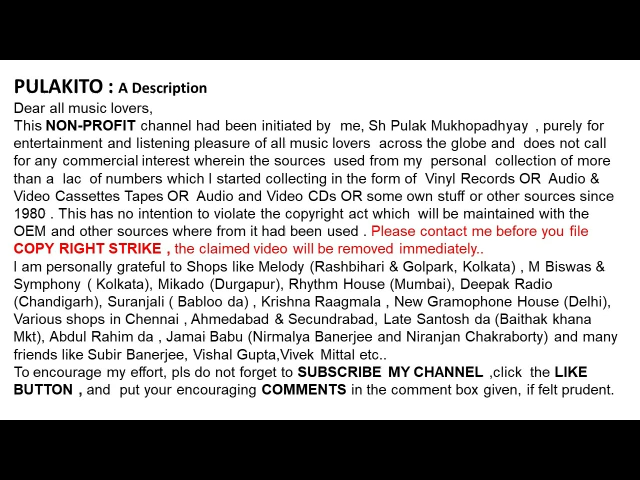 PULAKITO : A Description
Dear all music lovers,
This NON-PROFIT channel had been initiated by me, Sh Pulak Mukhopadhyay , purely for
entertainment and listening pleasure of all music lovers across the globe and does not call
for any commercial interest wherein the sources used from my personal collection of more
than a lac of numbers which I started collecting in the form of Vinyl Records OR Audio &
Video Cassettes Tapes OR Audio and Video CDs OR some own stuff or other sources since
1980 . This has no intention to violate the copyright act which will be maintained with the
OEM and other sources where from it had been used . Please contact me before you file
COPY RIGHT STRIKE , the claimed video will be removed immediately..
I am personally grateful to Shops like Melody (Rashbihari & Golpark, Kolkata) , M Biswas &
Symphony ( Kolkata), Mikado (Durgapur), Rhythm House (Mumbai), Deepak Radio
(Chandigarh), Suranjali ( Babloo da) , Krishna Raagmala , New Gramophone House (Delhi),
Various shops in Chennai , Ahmedabad & Secundrabad, Late Santosh da (Baithak khana
Mkt), Abdul Rahim da , Jamai Babu (Nirmalya Banerjee and Niranjan Chakraborty) and many
friends like Subir Banerjee, Vishal Gupta,Vivek Mittal etc..
To encourage my effort, pls do not forget to SUBSCRIBE MY CHANNEL ,click the LIKE
BUTTON , and put your encouraging COMMENTS in the comment box given, if felt prudent.